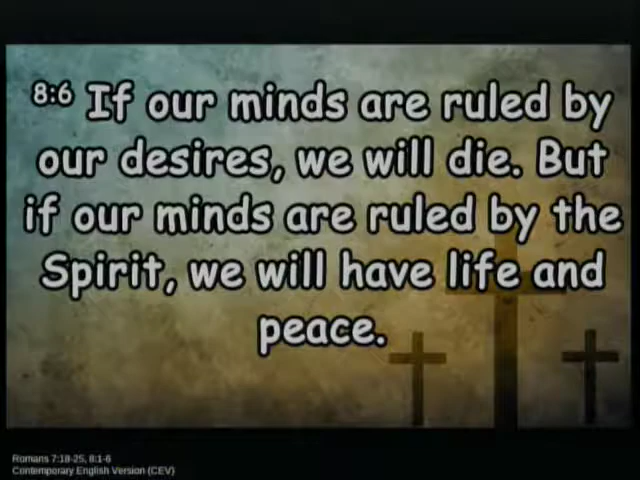 8:6 If our minds are ruled by
our desires, we will die. But
if our minds are ruled by the
Spirit, we will have life and
peace.
Romans 7:18-25, 8:1-6
Contemporary English Version (CEV)